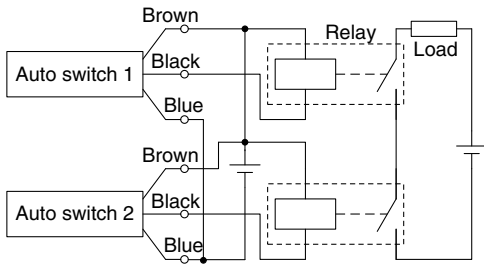 Brown
Relay
Load
Auto switch 1
Black
Blue
Brown
Auto switch 2
Black
Blue